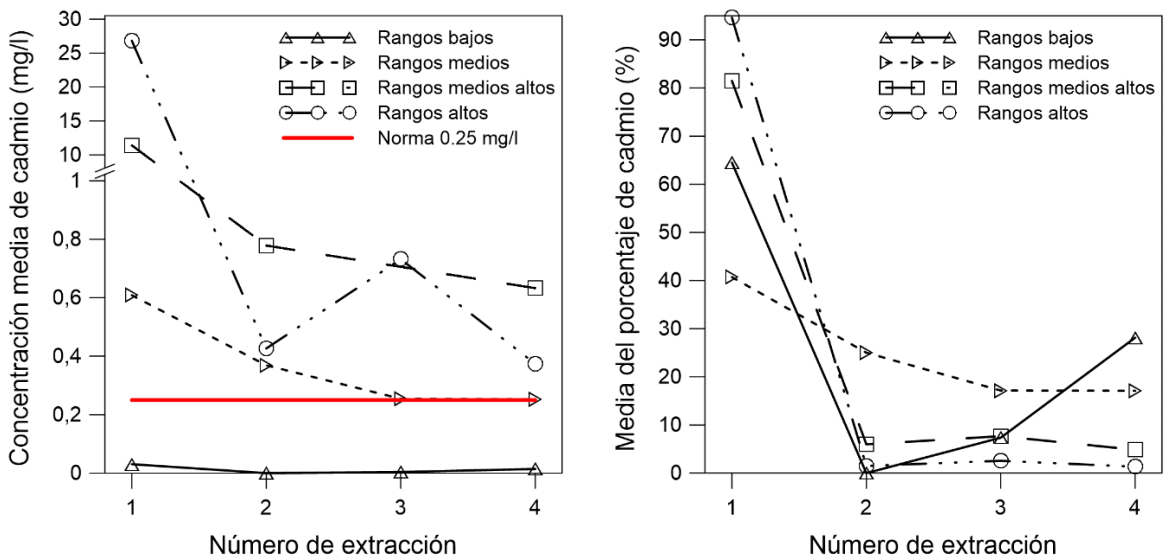 Concentración media de cadmio (mg/l)
30
25
20
15
10
1
0,8
0,6
0,4
0,2
0
Rangos bajos
Rangos medios
Rangos medios altos
Rangos altos
Norma 0.25 mg/l
1 2 3 4
Número de extracción
Media del porcentaje de cadmio (%)
90
80
70
60
50
40
30
20
10
0
Rangos bajos
Rangos medios
Rangos medios altos
Rangos altos
1 2 3 4
Número de extracción